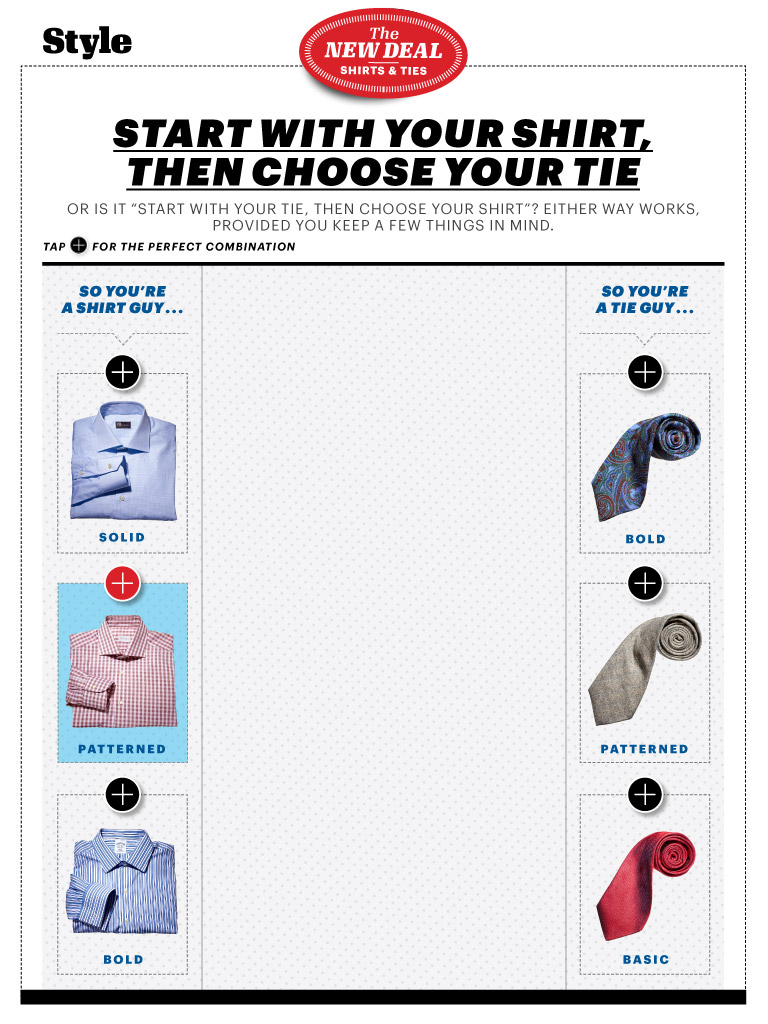 Style
The
NEW DEAL
SHIRTS & TIES
START WITH YOUR SHIRT,
THEN CHOOSE YOUR TIE
OR IS IT “START WITH YOUR TIE, THEN CHOOSE YOUR SHIRT”? EITHER WAY WORKS,
PROVIDED YOU KEEP A FEW THINGS IN MIND.
TAP + FOR THE PERFECT COMBINATION
SO YOU’RE
A SHIRT GUY...
SOLID
PATTERNED
BOLD
SO YOU’RE
A TIE GUY...
BOLD
PATTERNED
BASIC